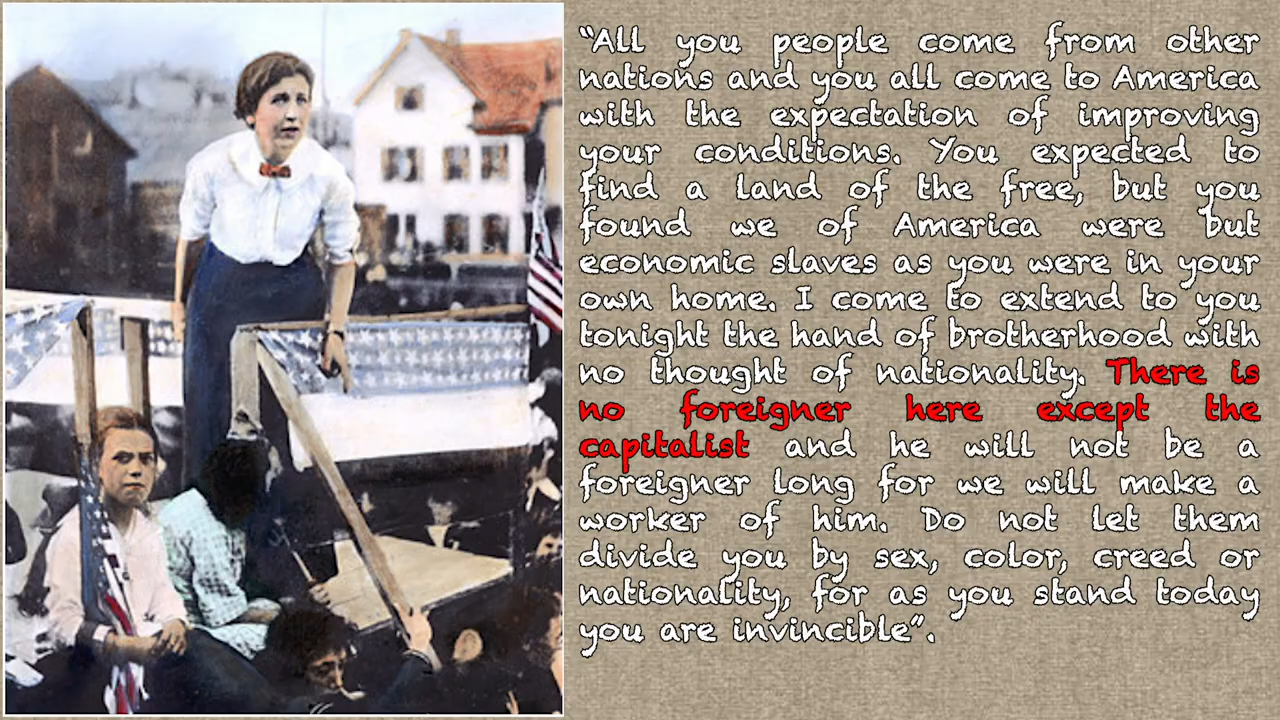 “All you people come from other
nations and you all come to America
with the expectation of improving
your conditions. You expected to
find a land of the free, but you
found we of America were but
economic slaves as you were in your
own home. I come to extend to you
tonight the hand of brotherhood with
no thought of nationality. There is
no foreigner here except the
capitalist and he will not be a
foreigner long for we will make a
worker of him. Do not let them
divide you by sex, color, creed or
nationality, for as you stand today
you are invincible”.